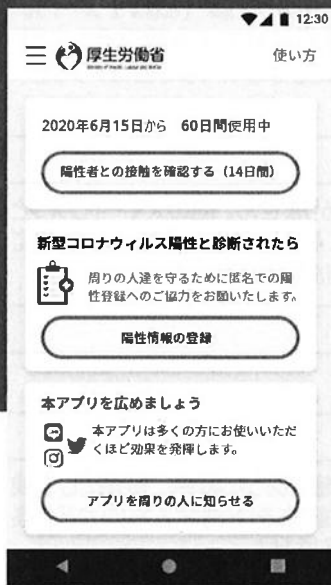 12:30
厚生労働省
使い方
2020年6月15日から 60日間使用中
陽性者との接触を確認する（14日間）
新型コロナウィルス陽性と診断されたら
周りの人達を守るために匿名での陽
性登録へのご協力をお願いいたします。
陽性情報の登録
本アプリを広めましょう
本アプリは多くの方にお使いいただ
くほど効果を発揮します。
アプリを周りの人に知らせる